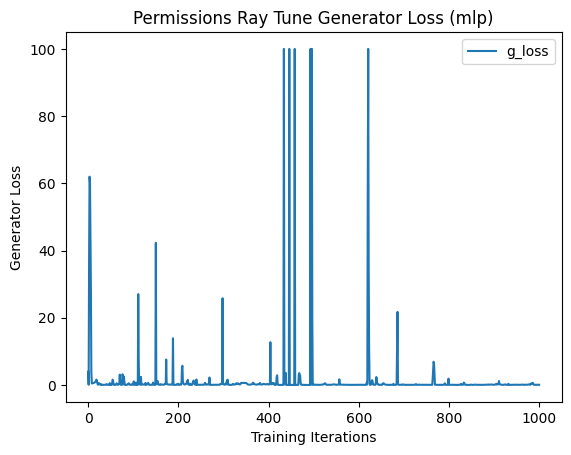 Permissions Ray Tune Generator Loss (mlp)
g_loss
100
80
60
40
20
0
Generator Loss
0 200 400 600 800 1000
Training Iterations